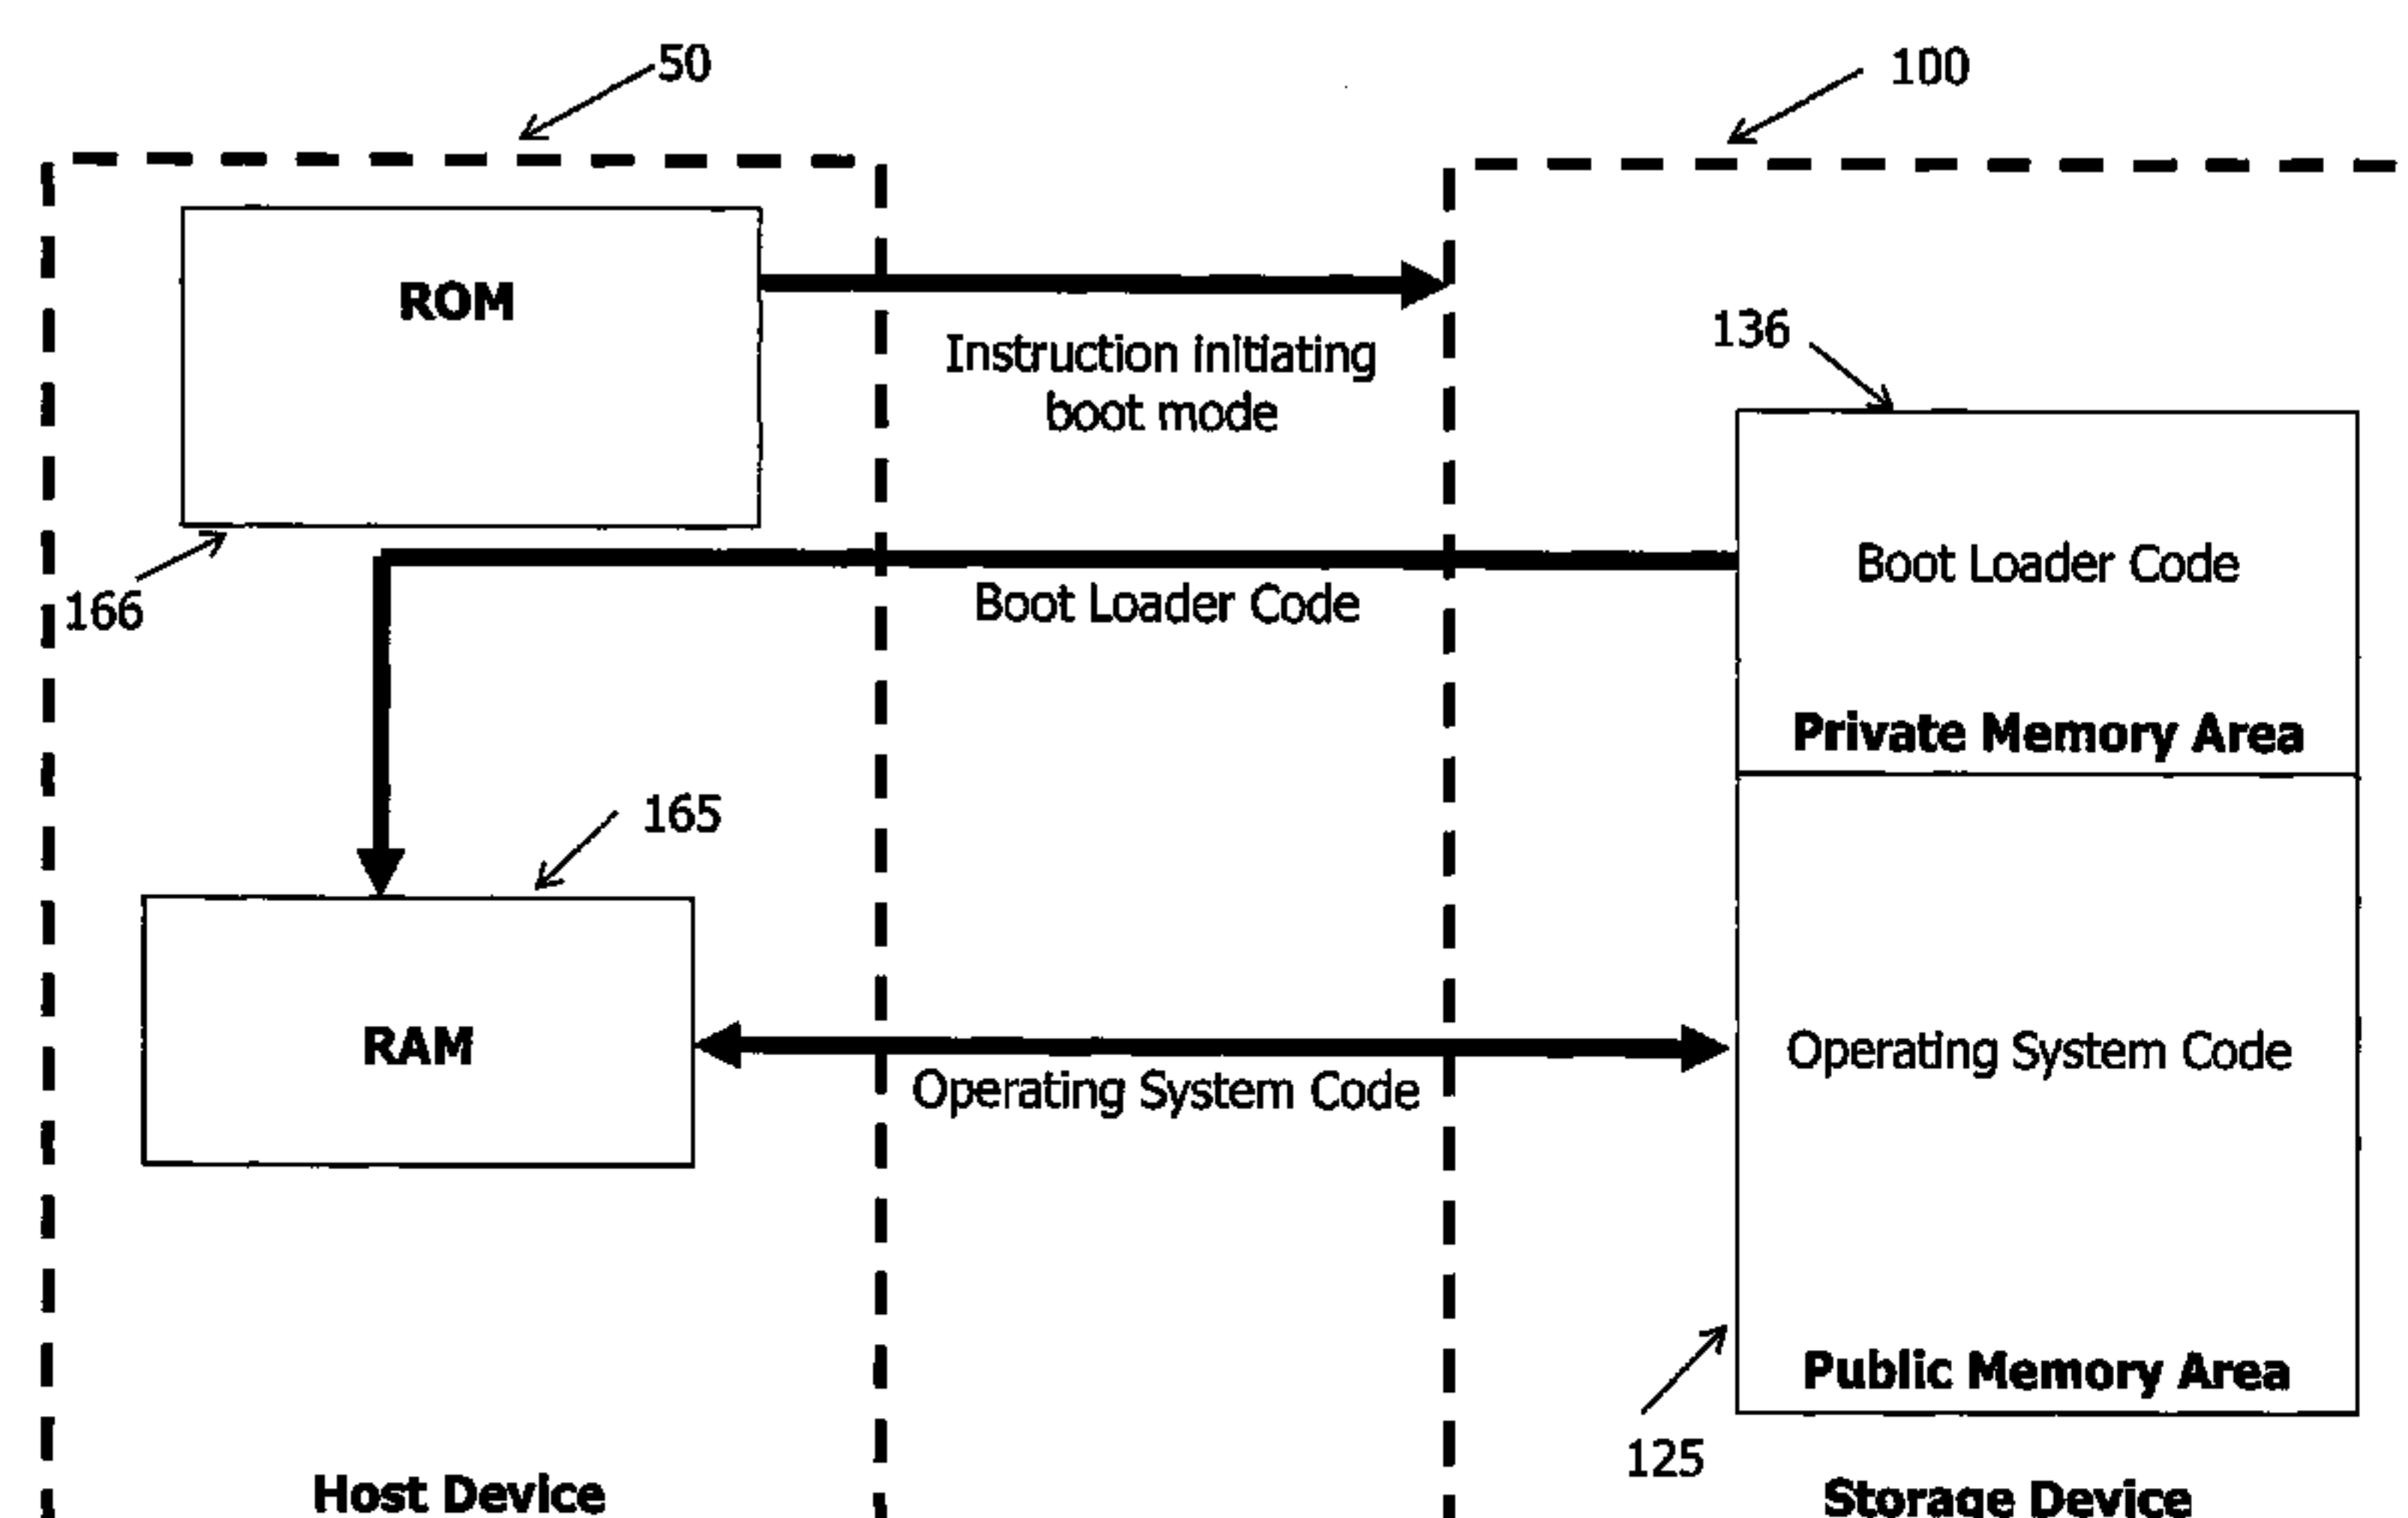 50
100
ROM
Instruction initiating
boot mode
136
166
Boot Loader Code
Boot Loader Code
Private Memory Area
165
RAM
Operating System Code
Operating System Code
Public Memory Area
125
Host Device
Storage Device